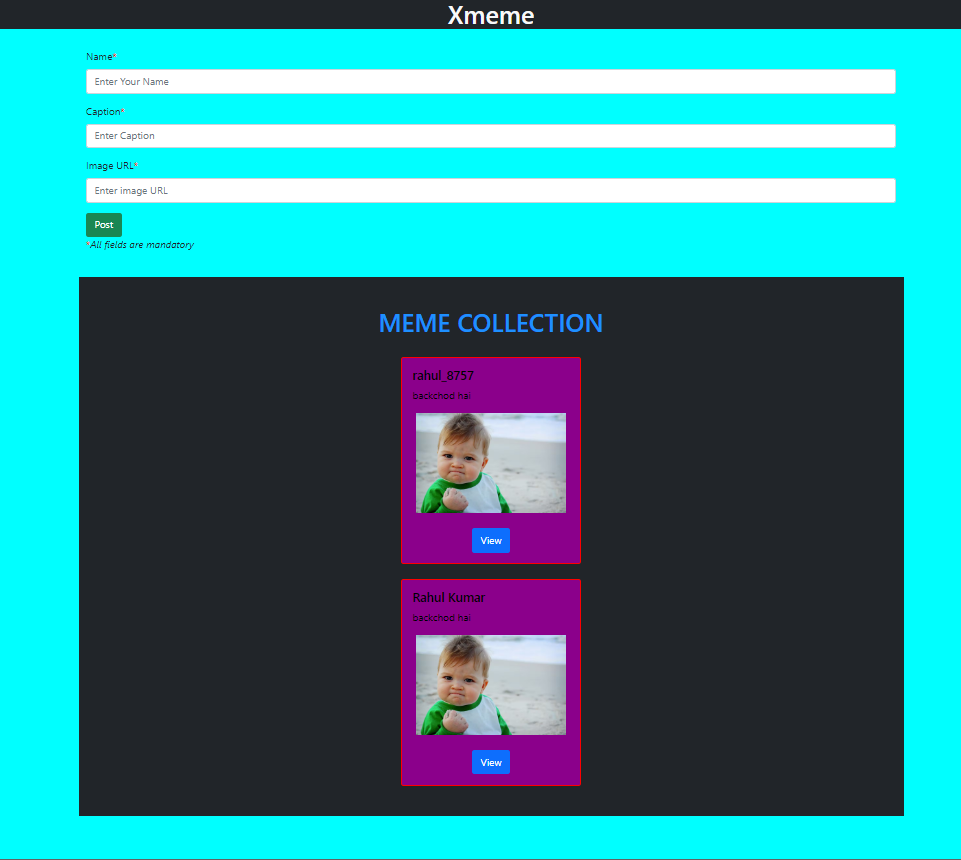 Xmeme
Name*
Enter Your Name
Caption*
Enter Caption
Image URL*
Enter image URL
Post
*All fields are mandatory
MEME COLLECTION
rahul_8757
backchod hai
View
Rahul Kumar
backchod hai
View